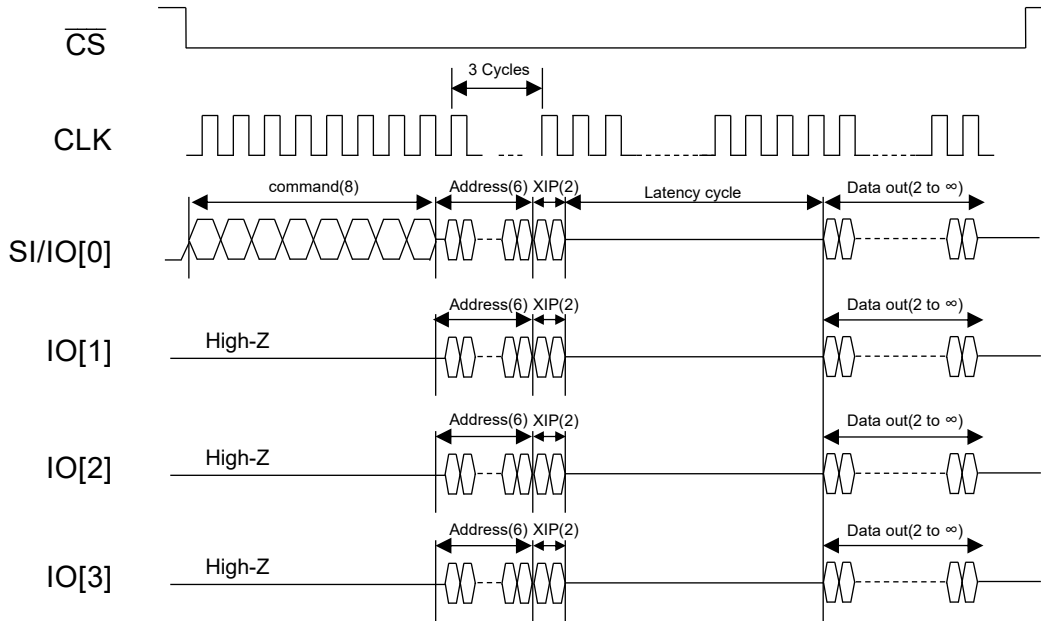 CS
3 Cycles
CLK
command(8) Address(6) XIP(2) Latency cycle Data out(2 to ∞)
SI/IO[0]
Address(6) XIP(2) Data out(2 to ∞)
IO[1] High-Z
Address(6) XIP(2) Data out(2 to ∞)
IO[2] High-Z
Address(6) XIP(2) Data out(2 to ∞)
IO[3] High-Z